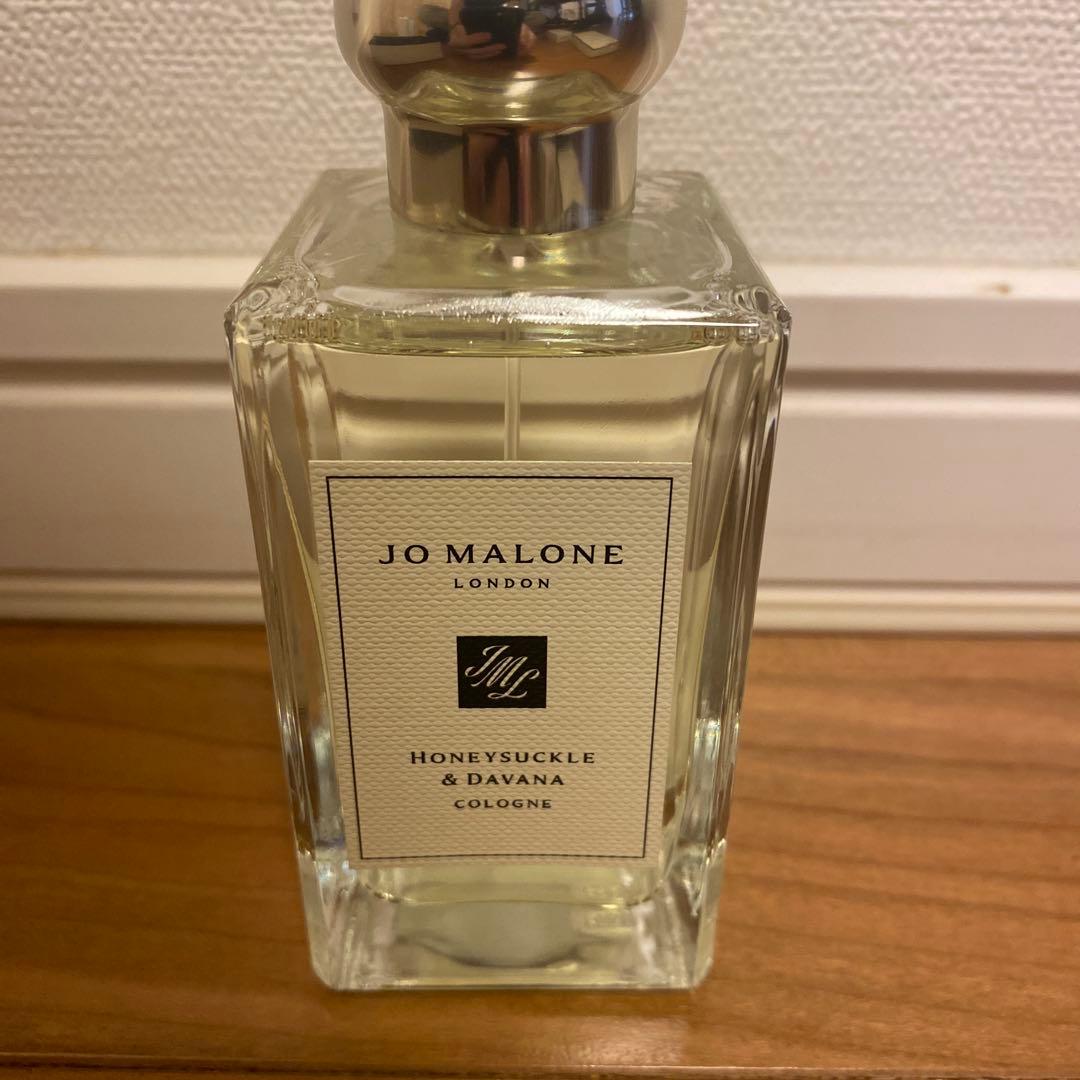 JO MALONE
LONDON
JML
HONEYSUCKLE
& DAVANA
COLOGNE